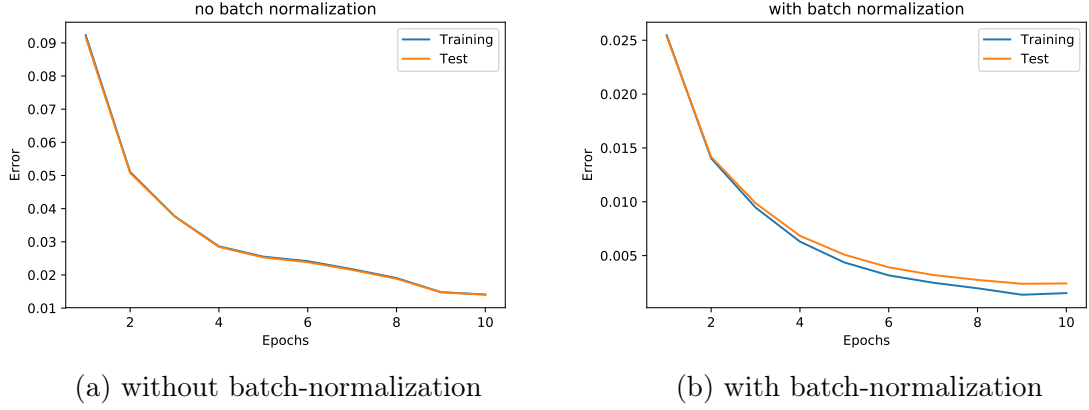 no batch normalization
0.09
0.08
0.07
0.06
0.05
0.04
0.03
0.02
0.01
Error
2 4 6 8 10
Epochs
Training
Test
(a) without batch-normalization
with batch normalization
0.025
0.020
0.015
0.010
0.005
Error
2 4 6 8 10
Epochs
Training
Test
(b) with batch-normalization